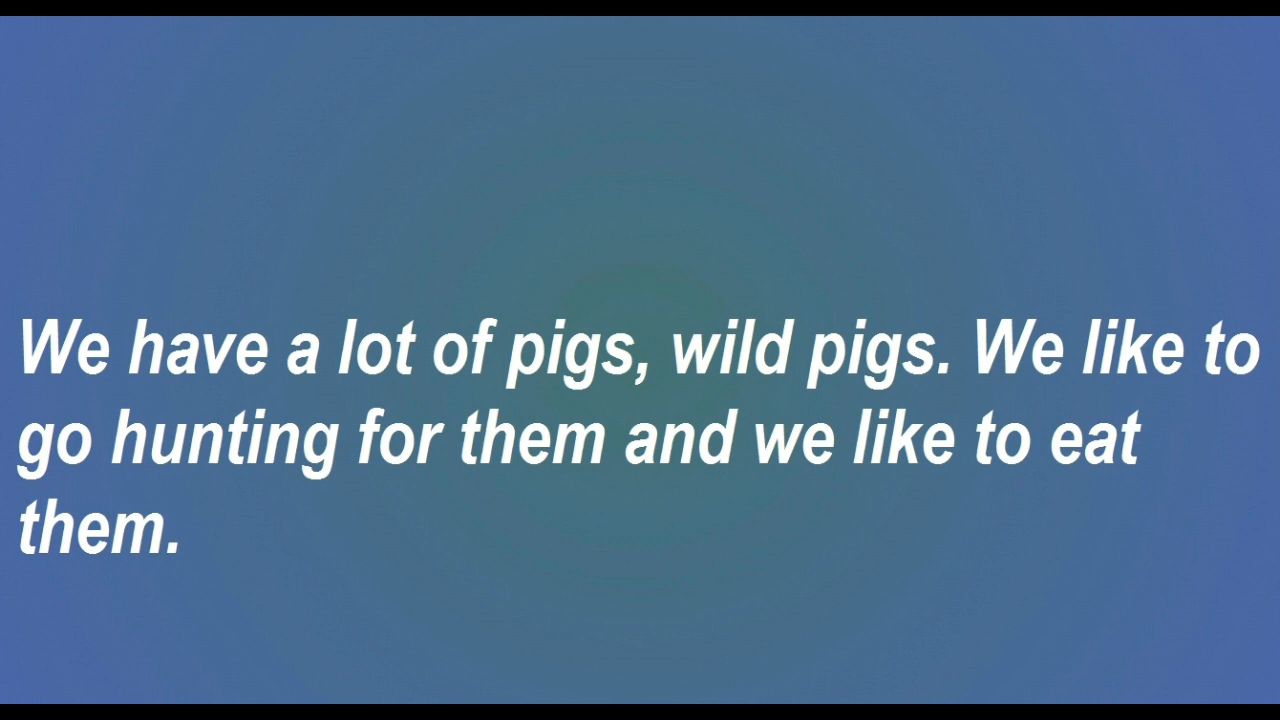 We have a lot of pigs, wild pigs. We like to
go hunting for them and we like to eat
them.